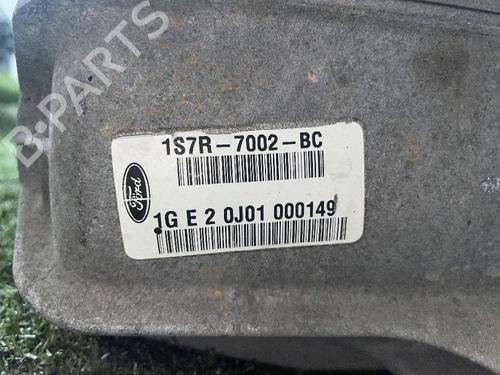 B-PARTS
1S7R-7002-BC
Ford
1G E 2 0J01 000149